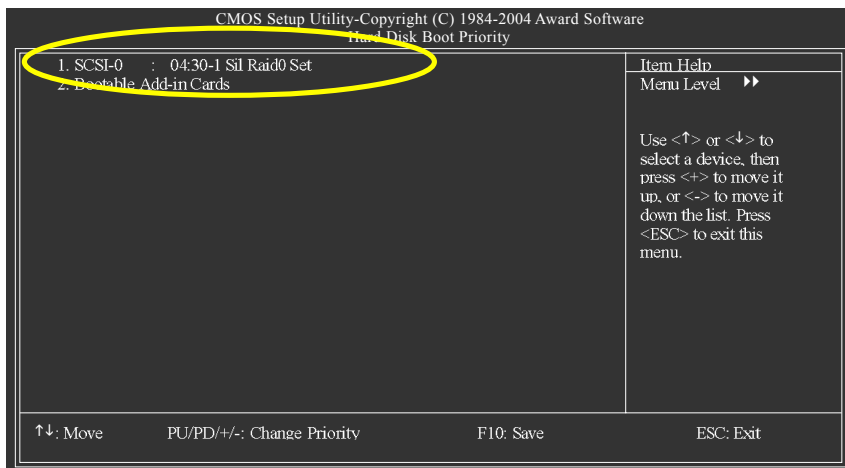 CMOS Setup Utility-Copyright (C) 1984-2004 Award Software
Hard Disk Boot Priority
1. SCSI-0 : 04:30-1 Sil Raid0 Set
2. Bootable Add-in Cards
Item Help
Menu Level ▸▸
Use <↑> or <↓> to
select a device, then
press <+> to move it
up, or <-> to move it
down the list. Press
<ESC> to exit this
menu.
↑↓: Move PU/PD/+/-: Change Priority F10: Save ESC: Exit